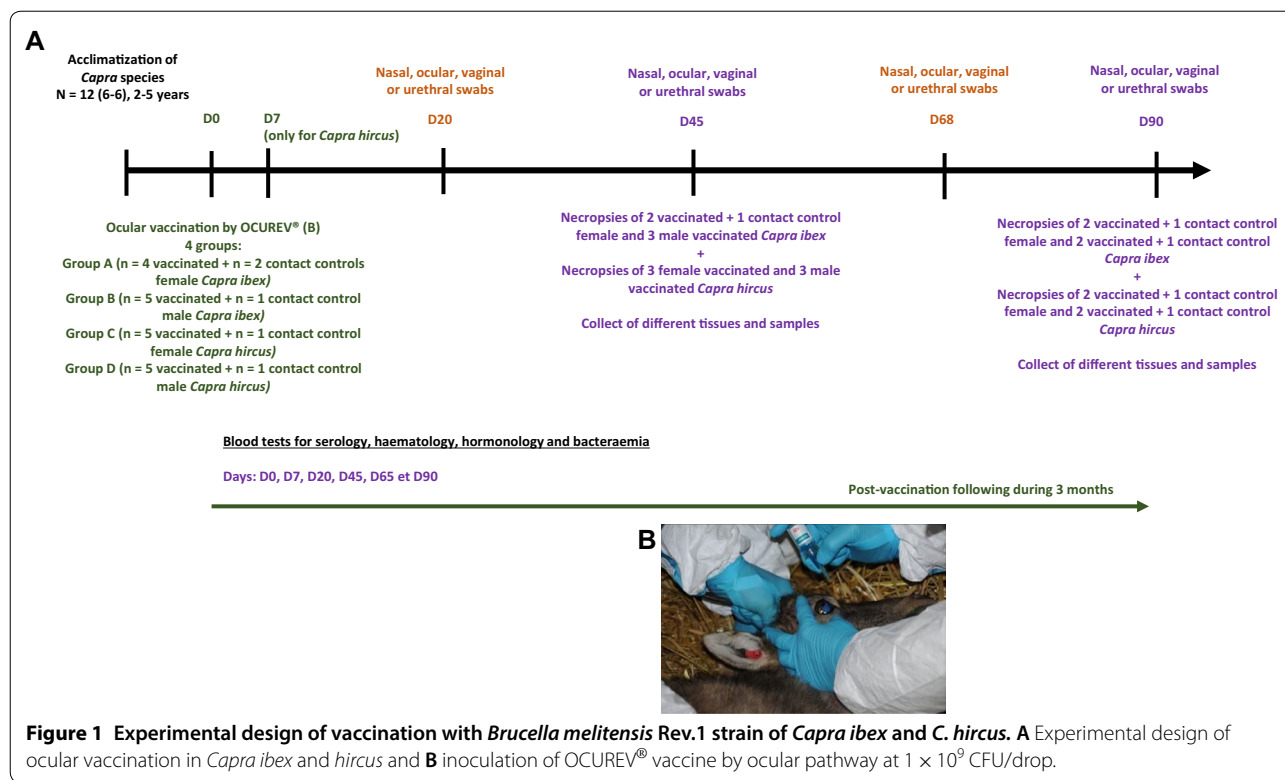 A
Acclimatization of
Capra species
N = 12 (6-6), 2-5 years
D0
D7
(only for Capra hircus)
Nasal, ocular, vaginal
or urethral swabs
D20
Nasal, ocular, vaginal
or urethral swabs
D45
Nasal, ocular, vaginal
or urethral swabs
D68
Nasal, ocular, vaginal
or urethral swabs
D90
Ocular vaccination by OCUREV® (B)
4 groups:
Group A (n = 4 vaccinated + n = 2 contact controls
female Capra ibex)
Group B (n = 5 vaccinated + n = 1 contact control
male Capra ibex)
Group C (n = 5 vaccinated + n = 1 contact control
female Capra hircus)
Group D (n = 5 vaccinated + n = 1 contact control
male Capra hircus)
Necropsies of 2 vaccinated + 1 contact control
female and 3 male vaccinated Capra ibex
+
Necropsies of 3 female vaccinated and 3 male
vaccinated Capra hircus
Collect of different tissues and samples
Necropsies of 2 vaccinated + 1 contact control
female and 2 vaccinated + 1 contact control
Capra ibex
+
Necropsies of 2 vaccinated + 1 contact control
female and 2 vaccinated + 1 contact control
Capra hircus
Collect of different tissues and samples
Blood tests for serology, haematology, hormonology and bacteraemia
Days: D0, D7, D20, D45, D65 et D90
Post-vaccination following during 3 months
B
Figure 1 Experimental design of vaccination with Brucella melitensis Rev.1 strain of Capra ibex and C. hircus. A Experimental design of
ocular vaccination in Capra ibex and hircus and B inoculation of OCUREV® vaccine by ocular pathway at 1 × 10⁹ CFU/drop.